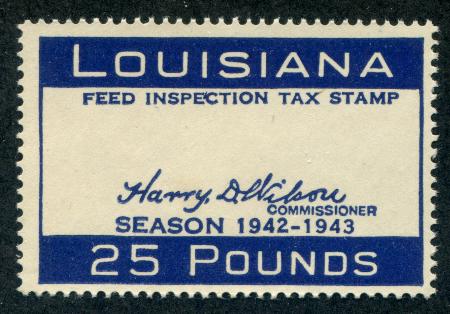 LOUISIANA
FEED INSPECTION TAX STAMP
Harry D. Wilson
COMMISSIONER
SEASON 1942-1943
25 POUNDS